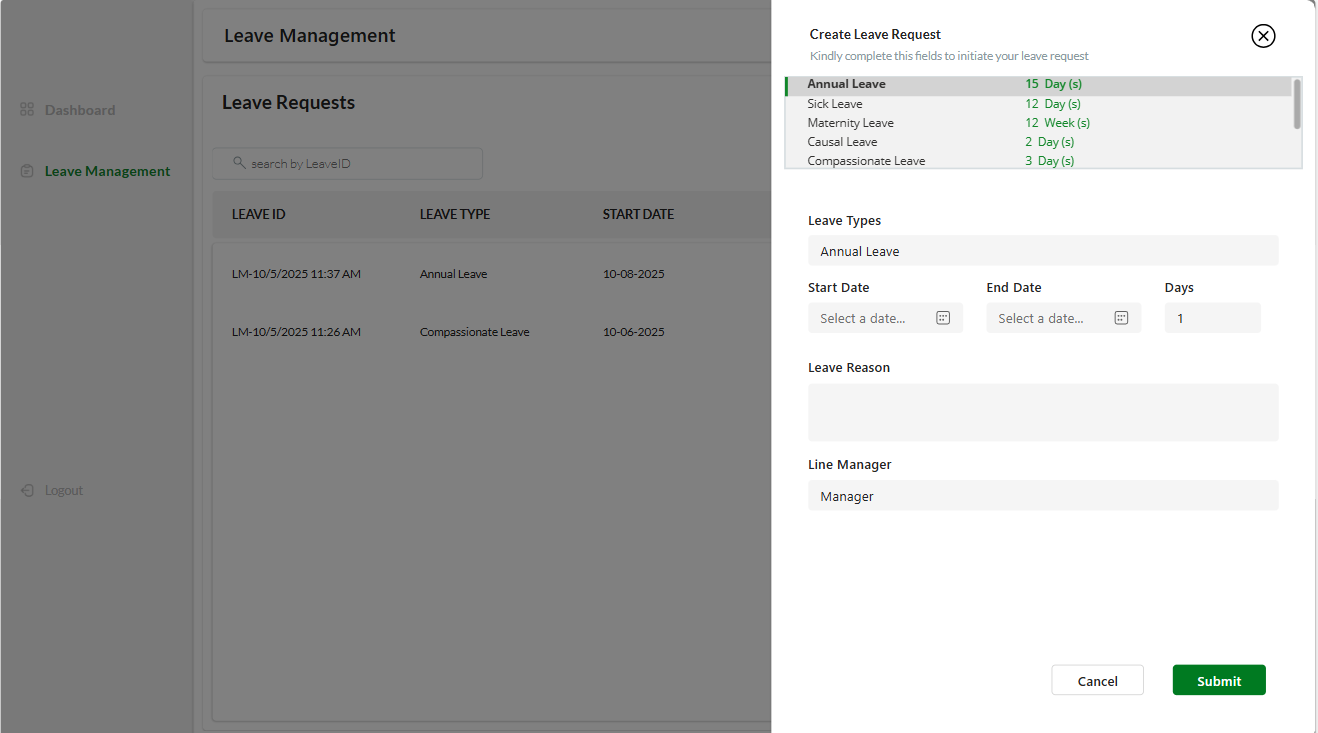 Leave Management
Dashboard
Leave Management
Logout
Leave Requests
search by LeaveID
LEAVE ID LEAVE TYPE START DATE
LM-10/5/2025 11:37 AM Annual Leave 10-08-2025
LM-10/5/2025 11:26 AM Compassionate Leave 10-06-2025
Create Leave Request
Kindly complete this fields to initiate your leave request
Annual Leave 15 Day (s)
Sick Leave 12 Day (s)
Maternity Leave 12 Week (s)
Causal Leave 2 Day (s)
Compassionate Leave 3 Day (s)
Leave Types
Annual Leave
Start Date End Date Days
Select a date... Select a date... 1
Leave Reason
Line Manager
Manager
Cancel Submit